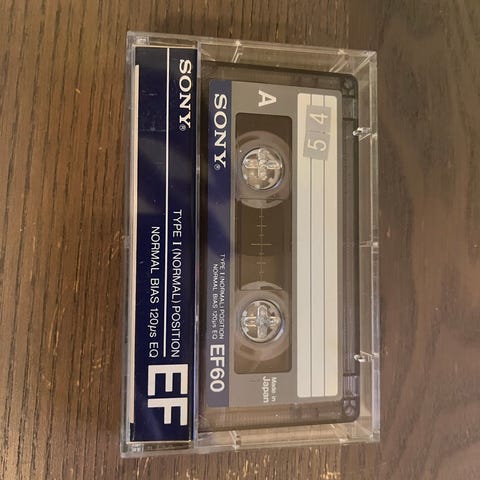 SONY®
TYPE I (NORMAL) POSITION
NORMAL BIAS 120µs EQ
EF
A
5 4
SONY®
TYPE I (NORMAL) POSITION
NORMAL BIAS 120µs EQ
EF60
Made in
Japan